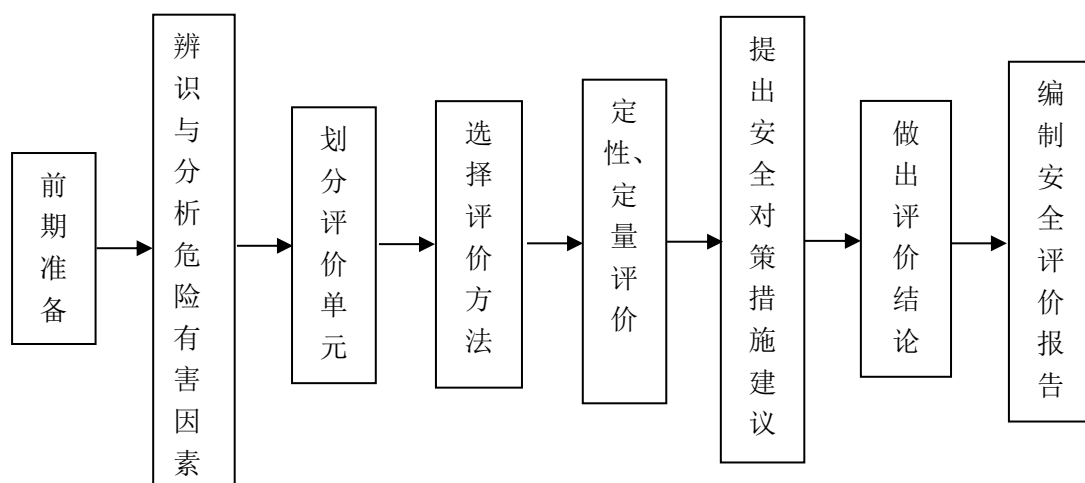 前期准备
辨识与分析危险有害因素
划分评价单元
选择评价方法
定性、定量评价
提出安全对策措施建议
做出评价结论
编制安全评价报告